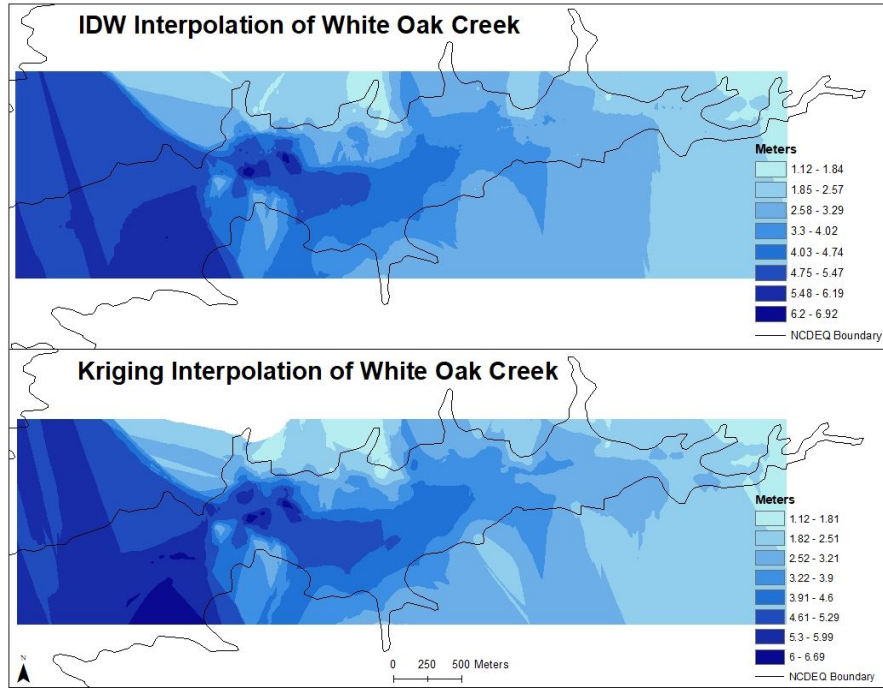 IDW Interpolation of White Oak Creek
Meters
1.12 - 1.84
1.85 - 2.57
2.58 - 3.29
3.3 - 4.02
4.03 - 4.74
4.75 - 5.47
5.48 - 6.19
6.2 - 6.92
NCDEQ Boundary
Kriging Interpolation of White Oak Creek
Meters
1.12 - 1.81
1.82 - 2.51
2.52 - 3.21
3.22 - 3.9
3.91 - 4.6
4.61 - 5.29
5.3 - 5.99
6 - 6.69
NCDEQ Boundary
N
0 250 500 Meters